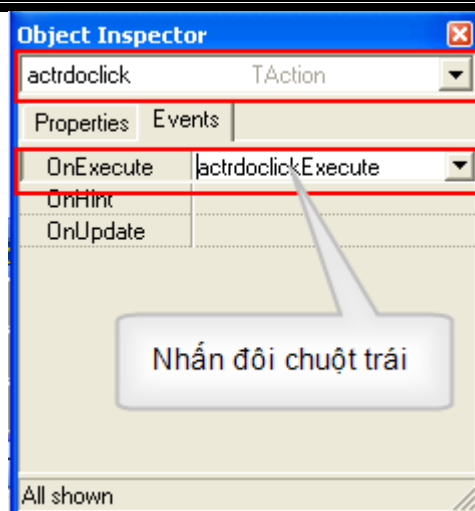 Object Inspector
actrdoclick TAction
Properties Events
OnExecute actrdoclickExecute
OnHint
OnUpdate
Nhấn đôi chuột trái
All shown